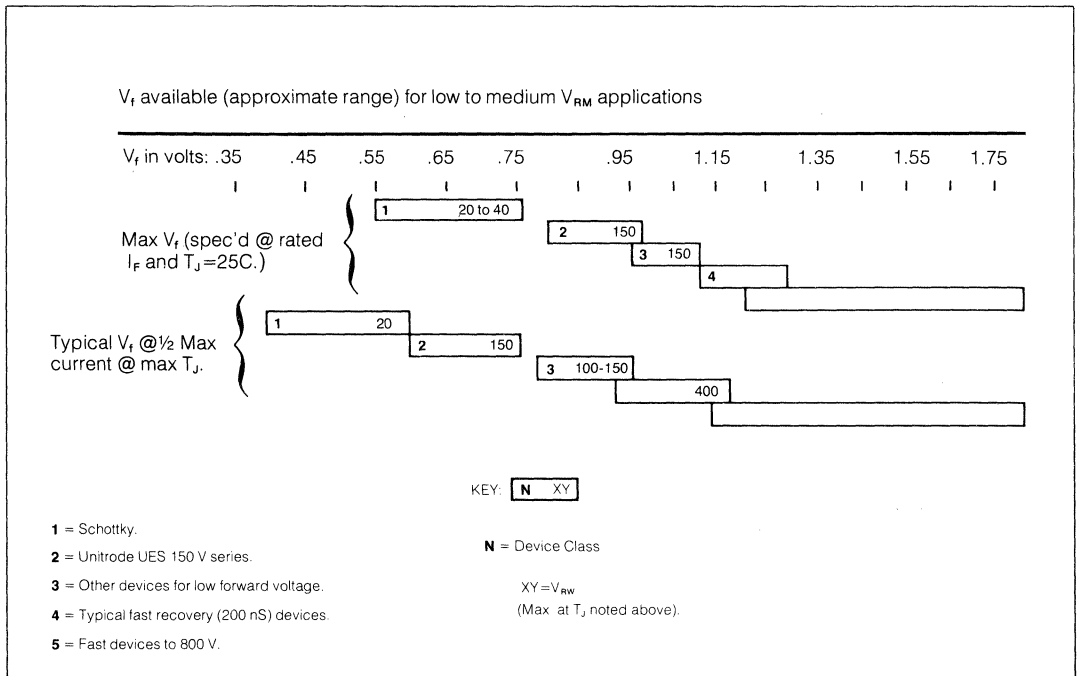 Vf available (approximate range) for low to medium VRM applications
Vf in volts: .35 .45 .55 .65 .75 .95 1.15 1.35 1.55 1.75
1 20 to 40
Max Vf (spec'd @ rated
IF and TJ=25C.)
2 150
3 150
4
1 20
Typical Vf @½ Max
current @ max TJ.
2 150
3 100-150
400
KEY: N XY
1 = Schottky.
2 = Unitrode UES 150 V series.
3 = Other devices for low forward voltage.
4 = Typical fast recovery (200 nS) devices.
5 = Fast devices to 800 V.
N = Device Class
XY=VRW
(Max at TJ noted above).